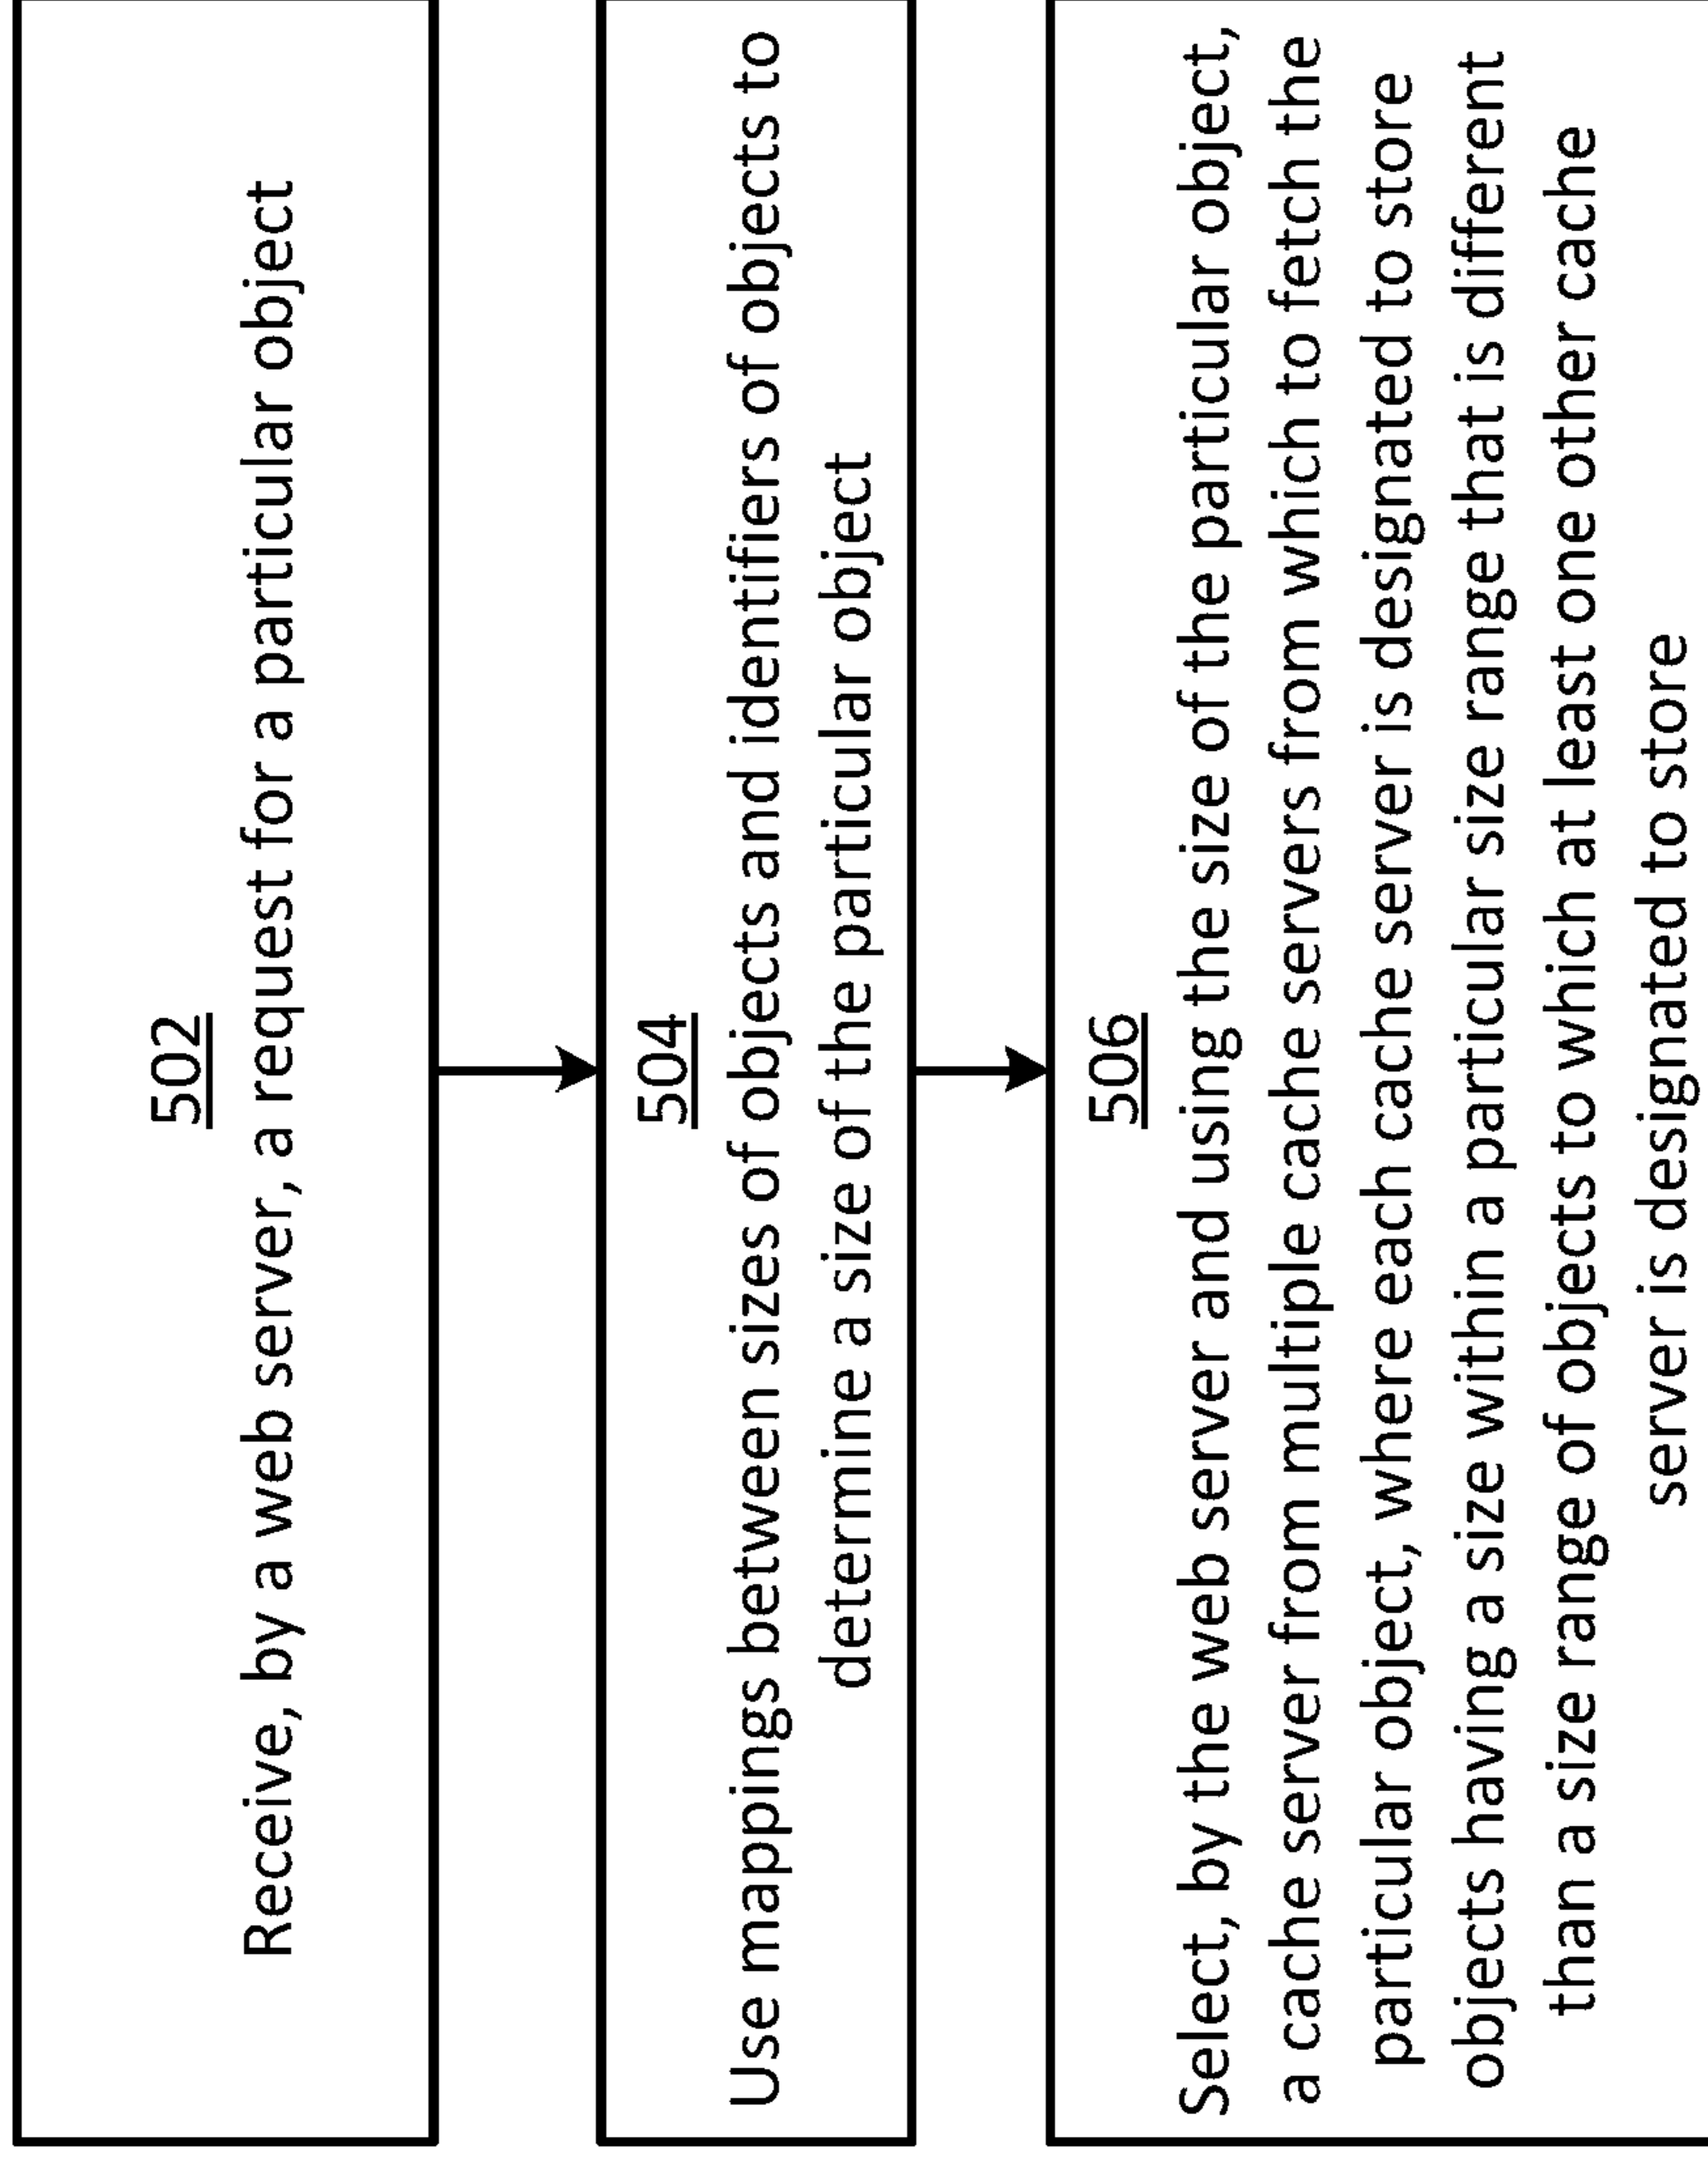 502
Receive, by a web server, a request for a particular object
504
Use mappings between sizes of objects and identifiers of objects to
determine a size of the particular object
506
Select, by the web server and using the size of the particular object,
a cache server from multiple cache servers from which to fetch the
particular object, where each cache server is designated to store
objects having a size within a particular size range that is different
than a size range of objects to which at least one other cache
server is designated to store